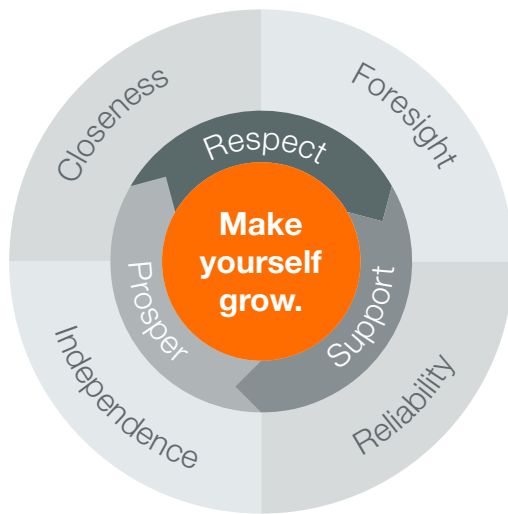 Closeness
Foresight
Respect
Make
yourself
grow.
Prosper
Support
Independence
Reliability